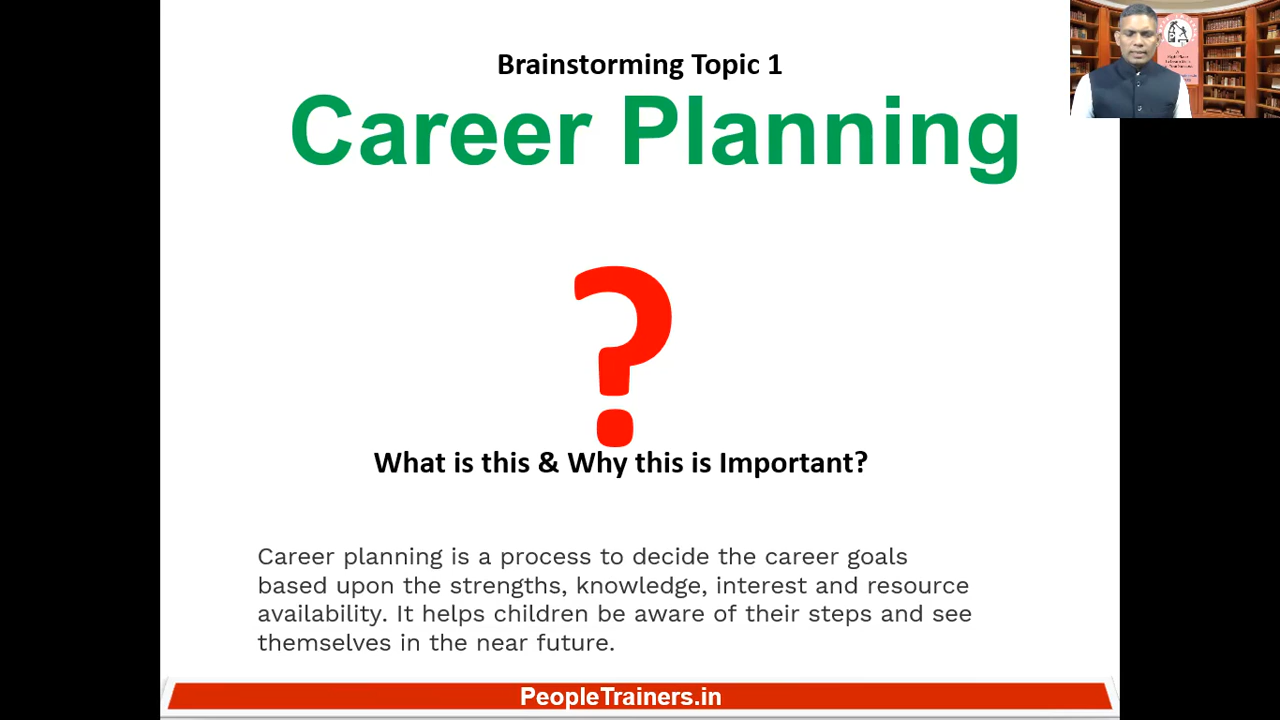 Brainstorming Topic 1
Career Planning
?
What is this & Why this is Important?
Career planning is a process to decide the career goals
based upon the strengths, knowledge, interest and resource
availability. It helps children be aware of their steps and see
themselves in the near future.
PeopleTrainers.in